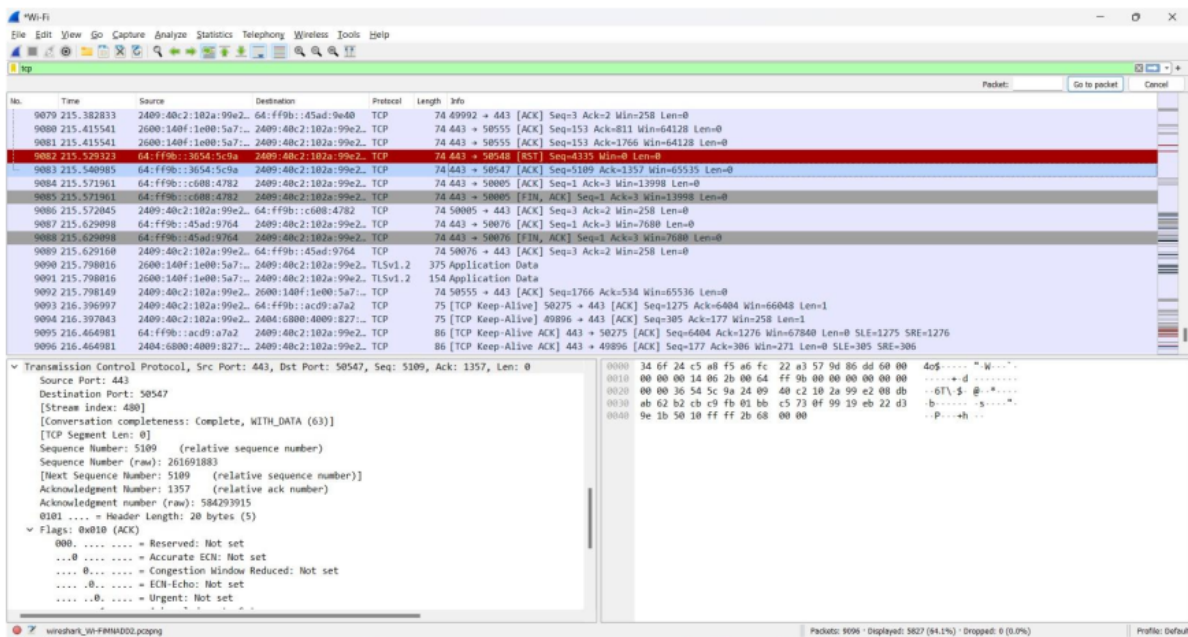 *Wi-Fi
File Edit View Go Capture Analyze Statistics Telephony Wireless Tools Help
tcp
Packet: Go to packet Cancel
No. Time Source Destination Protocol Length Info
9079 215.382833 2409:40c2:102a:99e2… 64:ff9b::45ad:9e40 TCP 74 49992 → 443 [ACK] Seq=3 Ack=2 Win=258 Len=0
9080 215.415541 2600:140f:1e00:5a7:… 2409:40c2:102a:99e2… TCP 74 443 → 50555 [ACK] Seq=153 Ack=811 Win=64128 Len=0
9081 215.415541 2600:140f:1e00:5a7:… 2409:40c2:102a:99e2… TCP 74 443 → 50555 [ACK] Seq=153 Ack=1766 Win=64128 Len=0
9082 215.529323 64:ff9b::3654:5c9a 2409:40c2:102a:99e2… TCP 74 443 → 50548 [RST] Seq=4335 Win=0 Len=0
9083 215.540985 64:ff9b::3654:5c9a 2409:40c2:102a:99e2… TCP 74 443 → 50547 [ACK] Seq=5109 Ack=1357 Win=65535 Len=0
9084 215.571961 64:ff9b::c608:4782 2409:40c2:102a:99e2… TCP 74 443 → 50005 [ACK] Seq=1 Ack=3 Win=13998 Len=0
9085 215.571961 64:ff9b::c608:4782 2409:40c2:102a:99e2… TCP 74 443 → 50005 [FIN, ACK] Seq=1 Ack=3 Win=13998 Len=0
9086 215.572045 2409:40c2:102a:99e2… 64:ff9b::c608:4782 TCP 74 50005 → 443 [ACK] Seq=3 Ack=2 Win=258 Len=0
9087 215.629098 64:ff9b::45ad:9764 2409:40c2:102a:99e2… TCP 74 443 → 50076 [ACK] Seq=1 Ack=3 Win=7680 Len=0
9088 215.629098 64:ff9b::45ad:9764 2409:40c2:102a:99e2… TCP 74 443 → 50076 [FIN, ACK] Seq=1 Ack=3 Win=7680 Len=0
9089 215.629160 2409:40c2:102a:99e2… 64:ff9b::45ad:9764 TCP 74 50076 → 443 [ACK] Seq=3 Ack=2 Win=258 Len=0
9090 215.798016 2600:140f:1e00:5a7:… 2409:40c2:102a:99e2… TLSv1.2 375 Application Data
9091 215.798016 2600:140f:1e00:5a7:… 2409:40c2:102a:99e2… TLSv1.2 154 Application Data
9092 215.798149 2409:40c2:102a:99e2… 2600:140f:1e00:5a7:… TCP 74 50555 → 443 [ACK] Seq=1766 Ack=534 Win=65536 Len=0
9093 216.396997 2409:40c2:102a:99e2… 64:ff9b::acd9:a7a2 TCP 75 [TCP Keep-Alive] 50275 → 443 [ACK] Seq=1275 Ack=6404 Win=66048 Len=1
9094 216.397043 2409:40c2:102a:99e2… 2404:6800:4009:827:… TCP 75 [TCP Keep-Alive] 49896 → 443 [ACK] Seq=305 Ack=177 Win=258 Len=1
9095 216.464981 64:ff9b::acd9:a7a2 2409:40c2:102a:99e2… TCP 86 [TCP Keep-Alive ACK] 443 → 50275 [ACK] Seq=6404 Ack=1276 Win=67840 Len=0 SLE=1275 SRE=1276
9096 216.464981 2404:6800:4009:827:… 2409:40c2:102a:99e2… TCP 86 [TCP Keep-Alive ACK] 443 → 49896 [ACK] Seq=177 Ack=306 Win=271 Len=0 SLE=305 SRE=306
Transmission Control Protocol, Src Port: 443, Dst Port: 50547, Seq: 5109, Ack: 1357, Len: 0
Source Port: 443
Destination Port: 50547
[Stream index: 480]
[Conversation completeness: Complete, WITH_DATA (63)]
[TCP Segment Len: 0]
Sequence Number: 5109 (relative sequence number)
Sequence Number (raw): 261691883
[Next Sequence Number: 5109 (relative sequence number)]
Acknowledgment Number: 1357 (relative ack number)
Acknowledgment number (raw): 584293915
0101 .... = Header Length: 20 bytes (5)
Flags: 0x010 (ACK)
000. .... .... = Reserved: Not set
...0 .... .... = Accurate ECN: Not set
.... 0... .... = Congestion Window Reduced: Not set
.... .0.. .... = ECN-Echo: Not set
.... ..0. .... = Urgent: Not set
0000 34 6f 24 c5 a8 f5 a6 fc 22 a3 57 9d 86 dd 60 00 4o$····· "·W···`·
0010 00 00 00 14 06 2b 00 64 ff 9b 00 00 00 00 00 00 ·····+·d ········
0020 00 00 36 54 5c 9a 24 09 40 c2 10 2a 99 e2 08 db ··6T\·$· @··*····
0030 ab 62 b2 cb c9 fb 01 bb c5 73 0f 99 19 eb 22 d3 ·b······ ·s····"·
0040 9e 1b 50 10 ff ff 2b 68 00 00 ··P···+h ··
wireshark_Wi-FiMNADD2.pcapng
Packets: 9096 · Displayed: 5827 (64.1%) · Dropped: 0 (0.0%)
Profile: Defaul